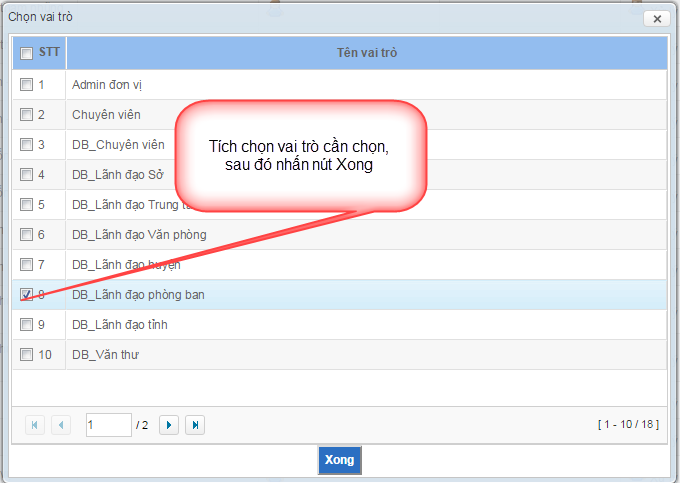 Chọn vai trò
STT Tên vai trò
1 Admin đơn vị
2 Chuyên viên
3 DB_Chuyên viên
Tích chọn vai trò cần chọn,
sau đó nhấn nút Xong
4 DB_Lãnh đạo Sở
5 DB_Lãnh đạo Trung
6 DB_Lãnh đạo Văn phòng
7 DB_Lãnh đạo huyện
8 DB_Lãnh đạo phòng ban
9 DB_Lãnh đạo tỉnh
10 DB_Văn thư
1 / 2 [ 1 - 10 / 18 ]
Xong